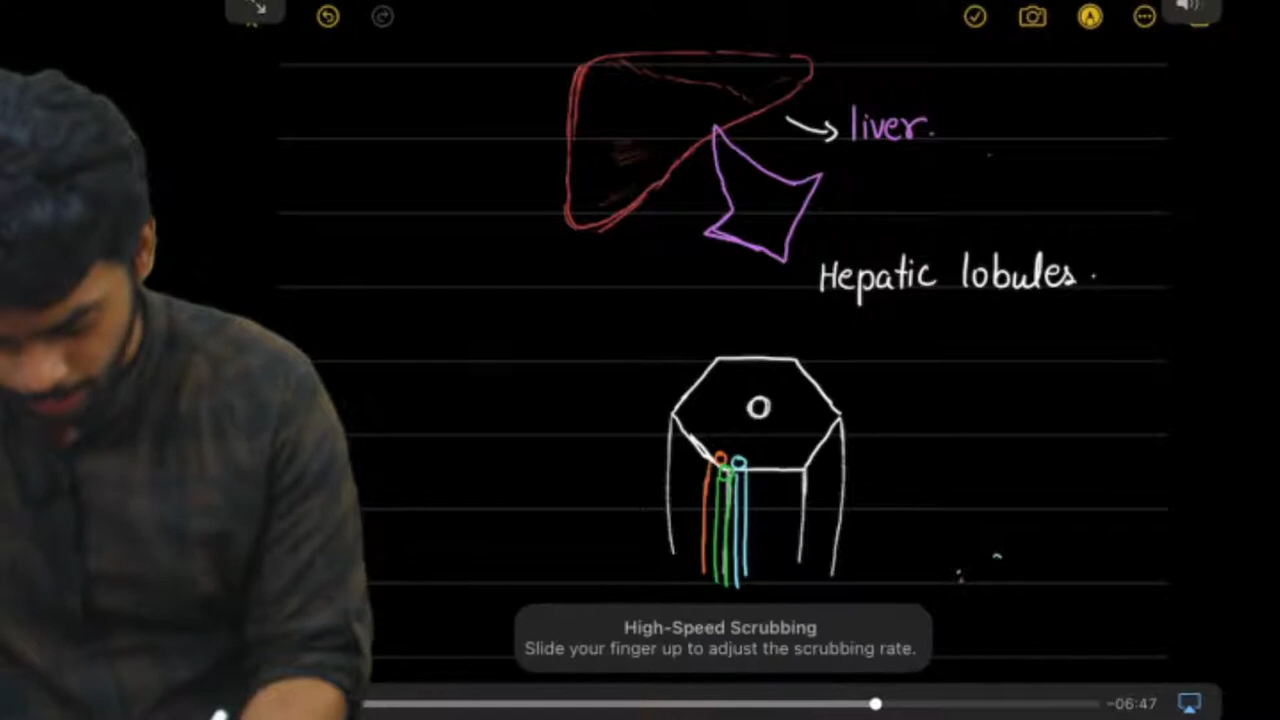 liver.
Hepatic lobules.
High-Speed Scrubbing
Slide your finger up to adjust the scrubbing rate.
-06:47